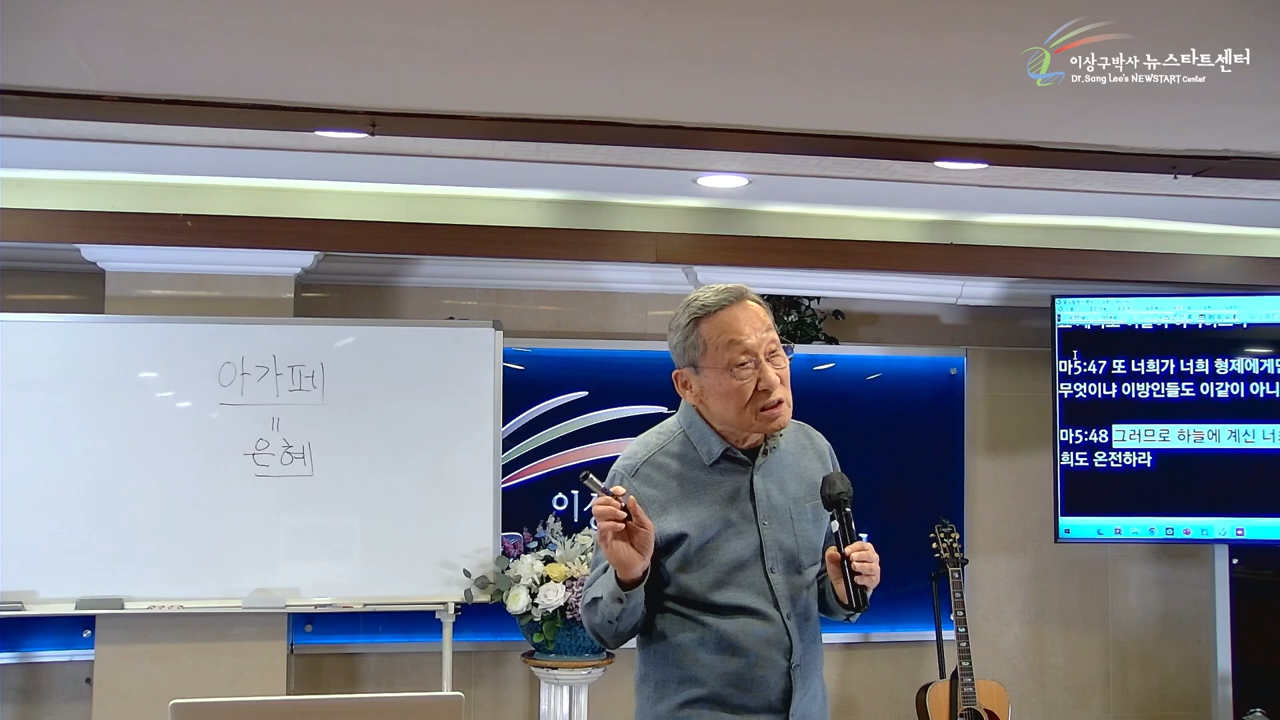 이상구박사 뉴스타트센터
Dr. Sang Lee's NEWSTART Center
아가페
=
은혜
마5:47 또 너희가 너희 형제에게
무엇이냐 이방인들도 이같이 아니
마5:48 그러므로 하늘에 계신
희도 온전하라